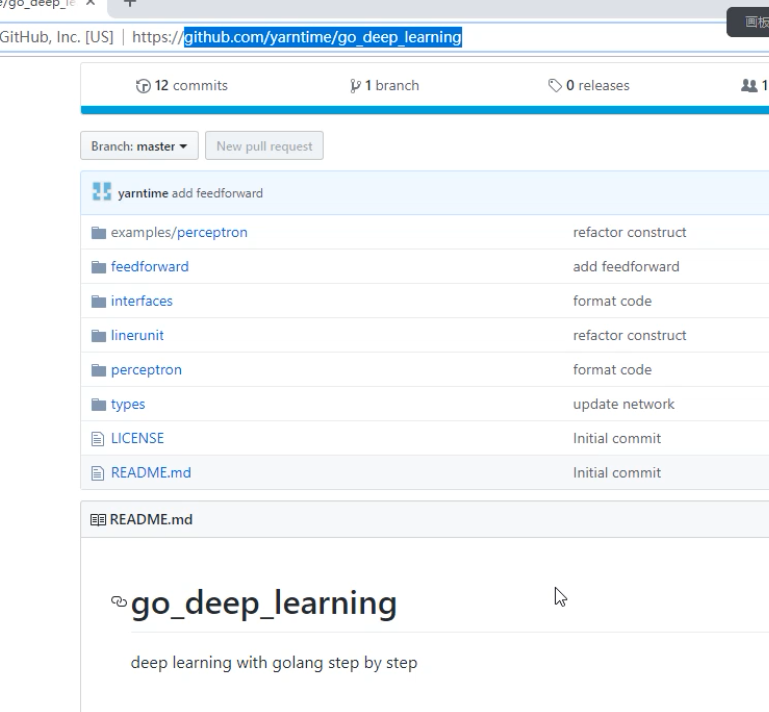 GitHub, Inc. [US] | https://github.com/yarntime/go_deep_learning
画板
12 commits 1 branch 0 releases 1
Branch: master New pull request
yarntime add feedforward
examples/perceptron refactor construct
feedforward add feedforward
interfaces format code
linerunit refactor construct
perceptron format code
types update network
LICENSE Initial commit
README.md Initial commit
README.md
go_deep_learning
deep learning with golang step by step